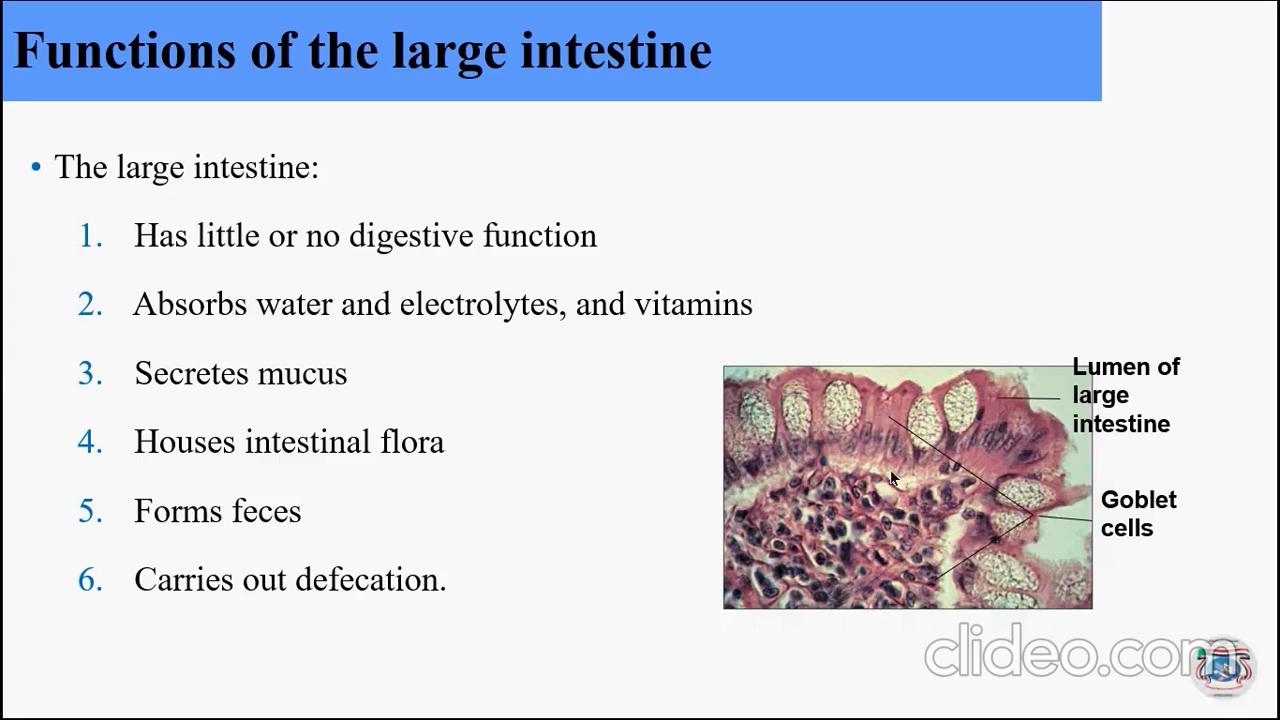 Functions of the large intestine
• The large intestine:
1. Has little or no digestive function
2. Absorbs water and electrolytes, and vitamins
3. Secretes mucus
4. Houses intestinal flora
5. Forms feces
6. Carries out defecation.
Lumen of
large
intestine
Goblet
cells
clideo.com